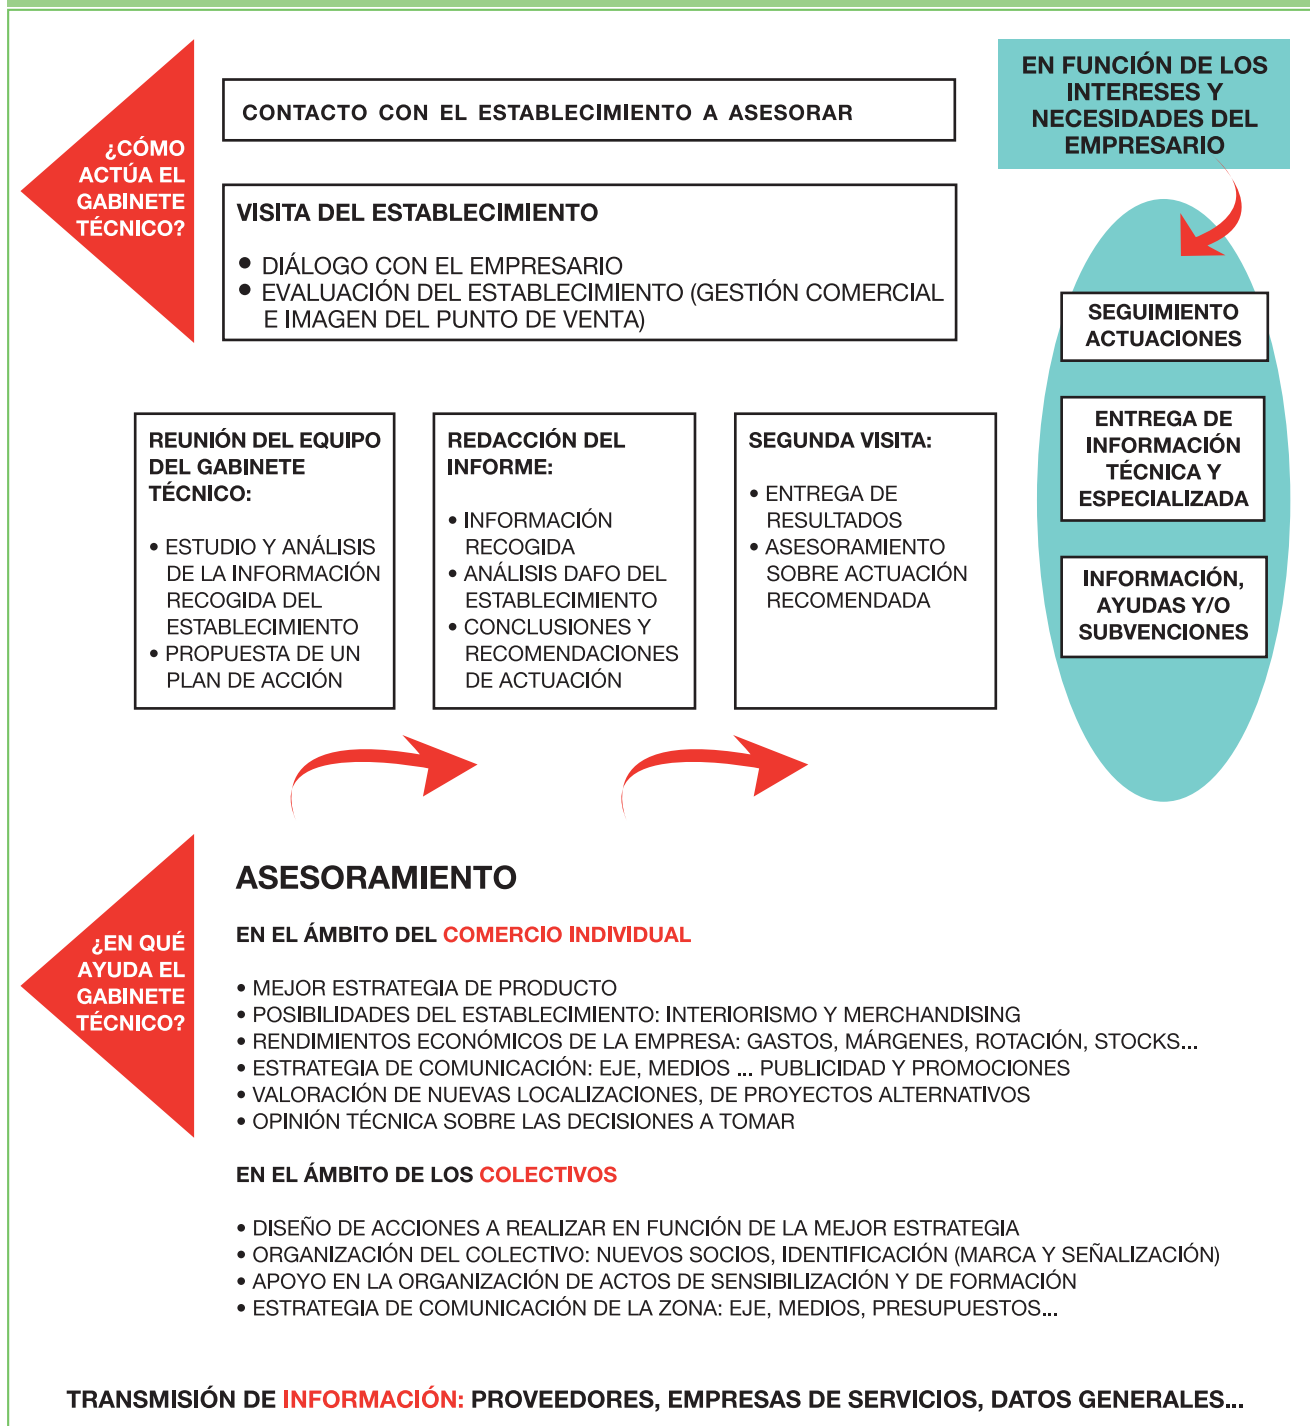 ¿CÓMO
ACTÚA EL
GABINETE
TÉCNICO?
CONTACTO CON EL ESTABLECIMIENTO A ASESORAR
VISITA DEL ESTABLECIMIENTO
• DIÁLOGO CON EL EMPRESARIO
• EVALUACIÓN DEL ESTABLECIMIENTO (GESTIÓN COMERCIAL
E IMAGEN DEL PUNTO DE VENTA)
EN FUNCIÓN DE LOS
INTERESES Y
NECESIDADES DEL
EMPRESARIO
SEGUIMIENTO
ACTUACIONES
ENTREGA DE
INFORMACIÓN
TÉCNICA Y
ESPECIALIZADA
INFORMACIÓN,
AYUDAS Y/O
SUBVENCIONES
REUNIÓN DEL EQUIPO
DEL GABINETE
TÉCNICO:
• ESTUDIO Y ANÁLISIS
DE LA INFORMACIÓN
RECOGIDA DEL
ESTABLECIMIENTO
• PROPUESTA DE UN
PLAN DE ACCIÓN
REDACCIÓN DEL
INFORME:
• INFORMACIÓN
RECOGIDA
• ANÁLISIS DAFO DEL
ESTABLECIMIENTO
• CONCLUSIONES Y
RECOMENDACIONES
DE ACTUACIÓN
SEGUNDA VISITA:
• ENTREGA DE
RESULTADOS
• ASESORAMIENTO
SOBRE ACTUACIÓN
RECOMENDADA
¿EN QUÉ
AYUDA EL
GABINETE
TÉCNICO?
ASESORAMIENTO
EN EL ÁMBITO DEL COMERCIO INDIVIDUAL
• MEJOR ESTRATEGIA DE PRODUCTO
• POSIBILIDADES DEL ESTABLECIMIENTO: INTERIORISMO Y MERCHANDISING
• RENDIMIENTOS ECONÓMICOS DE LA EMPRESA: GASTOS, MÁRGENES, ROTACIÓN, STOCKS...
• ESTRATEGIA DE COMUNICACIÓN: EJE, MEDIOS ... PUBLICIDAD Y PROMOCIONES
• VALORACIÓN DE NUEVAS LOCALIZACIONES, DE PROYECTOS ALTERNATIVOS
• OPINIÓN TÉCNICA SOBRE LAS DECISIONES A TOMAR
EN EL ÁMBITO DE LOS COLECTIVOS
• DISEÑO DE ACCIONES A REALIZAR EN FUNCIÓN DE LA MEJOR ESTRATEGIA
• ORGANIZACIÓN DEL COLECTIVO: NUEVOS SOCIOS, IDENTIFICACIÓN (MARCA Y SEÑALIZACIÓN)
• APOYO EN LA ORGANIZACIÓN DE ACTOS DE SENSIBILIZACIÓN Y DE FORMACIÓN
• ESTRATEGIA DE COMUNICACIÓN DE LA ZONA: EJE, MEDIOS, PRESUPUESTOS...
TRANSMISIÓN DE INFORMACIÓN: PROVEEDORES, EMPRESAS DE SERVICIOS, DATOS GENERALES...